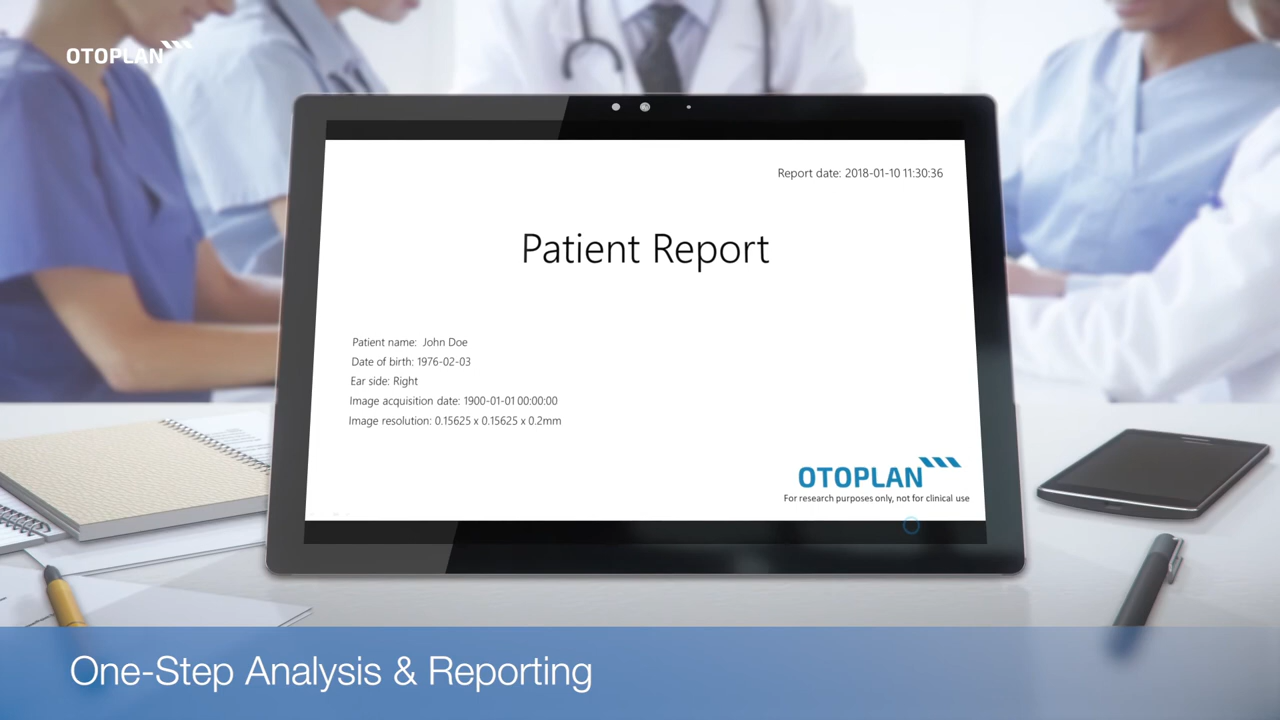 OTOPLAN
Report date: 2018-01-10 11:30:36
Patient Report
Patient name: John Doe
Date of birth: 1976-02-03
Ear side: Right
Image acquisition date: 1900-01-01 00:00:00
Image resolution: 0.15625 x 0.15625 x 0.2mm
OTOPLAN
For research purposes only, not for clinical use
One-Step Analysis & Reporting